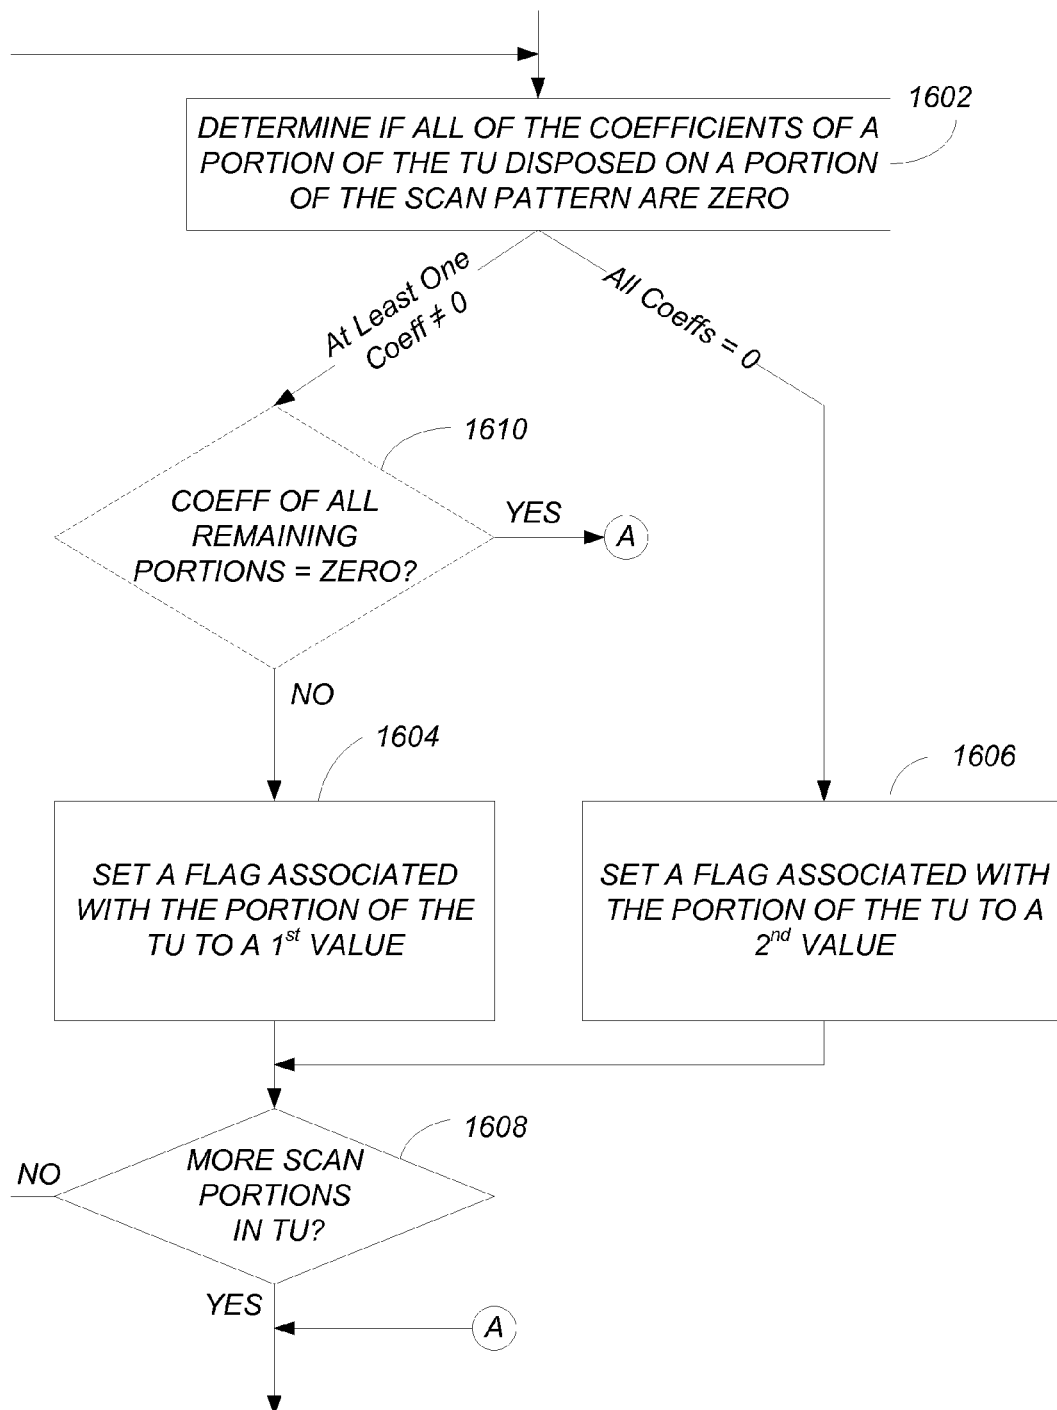 1602
DETERMINE IF ALL OF THE COEFFICIENTS OF A
PORTION OF THE TU DISPOSED ON A PORTION
OF THE SCAN PATTERN ARE ZERO
At Least One
Coeff ≠ 0
All Coeffs = 0
1610
COEFF OF ALL
REMAINING
PORTIONS = ZERO?
YES
A
NO
1604
1606
SET A FLAG ASSOCIATED
WITH THE PORTION OF THE
TU TO A 1st VALUE
SET A FLAG ASSOCIATED WITH
THE PORTION OF THE TU TO A
2nd VALUE
1608
MORE SCAN
PORTIONS
IN TU?
NO
YES
A